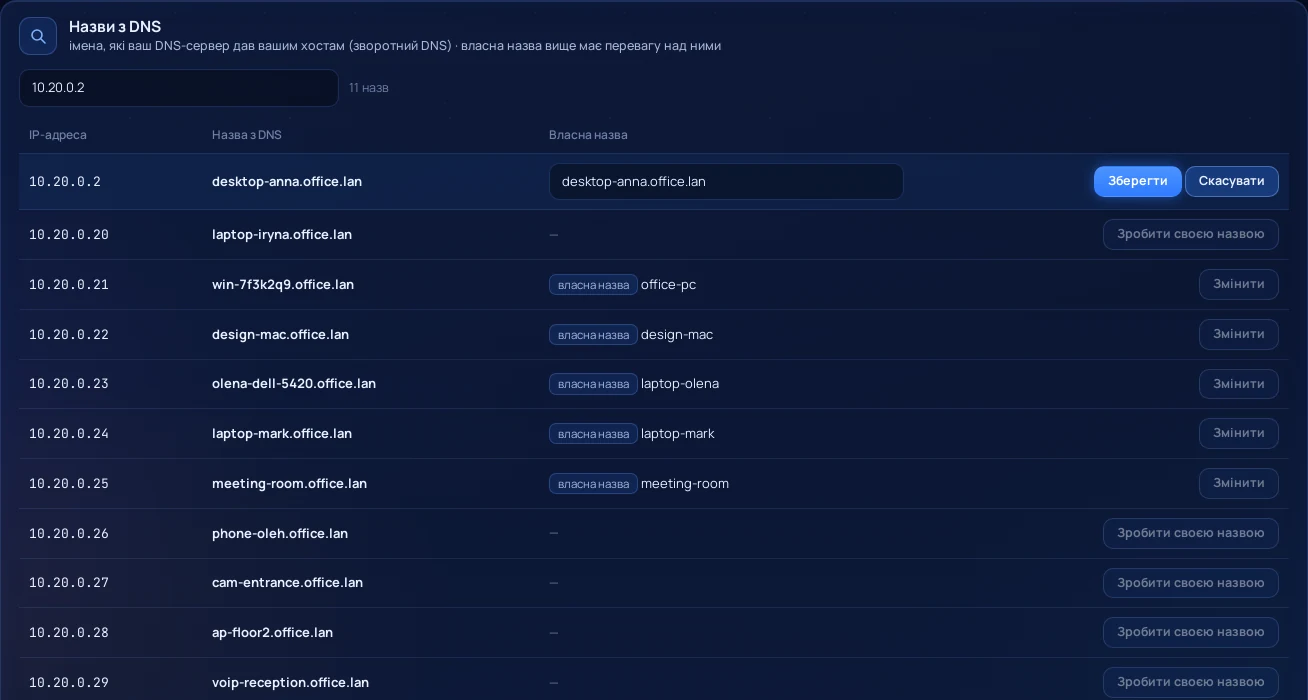 Назви з DNS
імена, які ваш DNS-сервер дав вашим хостам (зворотний DNS) · власна назва вище має перевагу над ними
10.20.0.2 11 назв
IP-адреса Назва з DNS Власна назва
10.20.0.2 desktop-anna.office.lan desktop-anna.office.lan Зберегти Скасувати
10.20.0.20 laptop-iryna.office.lan — Зробити своєю назвою
10.20.0.21 win-7f3k2q9.office.lan власна назва office-pc Змінити
10.20.0.22 design-mac.office.lan власна назва design-mac Змінити
10.20.0.23 olena-dell-5420.office.lan власна назва laptop-olena Змінити
10.20.0.24 laptop-mark.office.lan власна назва laptop-mark Змінити
10.20.0.25 meeting-room.office.lan власна назва meeting-room Змінити
10.20.0.26 phone-oleh.office.lan — Зробити своєю назвою
10.20.0.27 cam-entrance.office.lan — Зробити своєю назвою
10.20.0.28 ap-floor2.office.lan — Зробити своєю назвою
10.20.0.29 voip-reception.office.lan — Зробити своєю назвою